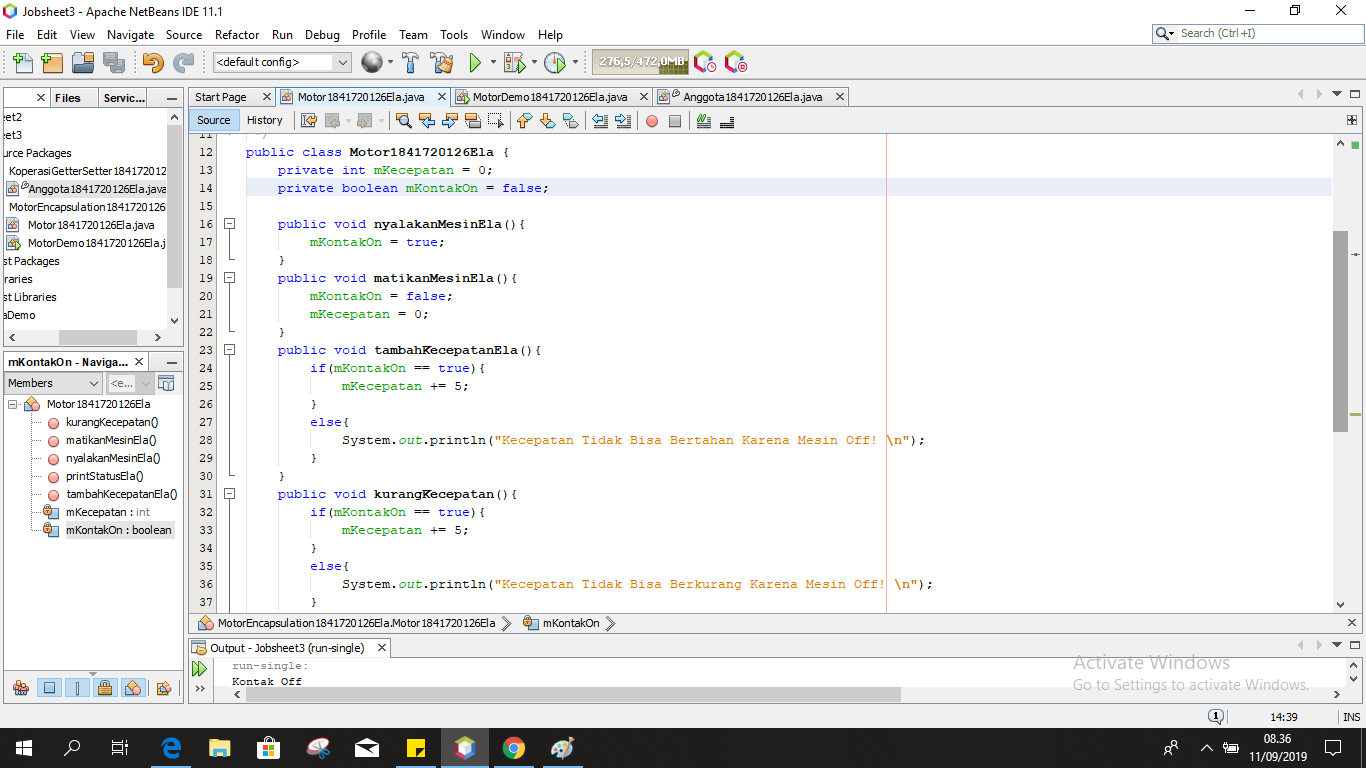 Jobsheet3 - Apache NetBeans IDE 11.1
File Edit View Navigate Source Refactor Run Debug Profile Team Tools Window Help
Search (Ctrl+I)
<default config>
276,5/472,0MB
Files
Servic...
eet2
eet3
urce Packages
KoperasiGetterSetter184172012
Anggota1841720126Ela.java
MotorEncapsulation1841720126
Motor1841720126Ela.java
MotorDemo1841720126Ela.j
st Packages
raries
st Libraries
aDemo
mKontakOn - Naviga...
Members
<e...
Motor1841720126Ela
kurangKecepatan()
matikanMesinEla()
nyalakanMesinEla()
printStatusEla()
tambahKecepatanEla()
mKecepatan : int
mKontakOn : boolean
Start Page
Motor1841720126Ela.java
MotorDemo1841720126Ela.java
Anggota1841720126Ela.java
Source History
11 */
12 public class Motor1841720126Ela {
13 private int mKecepatan = 0;
14 private boolean mKontakOn = false;
15
16 public void nyalakanMesinEla(){
17 mKontakOn = true;
18 }
19 public void matikanMesinEla(){
20 mKontakOn = false;
21 mKecepatan = 0;
22 }
23 public void tambahKecepatanEla(){
24 if(mKontakOn == true){
25 mKecepatan += 5;
26 }
27 else{
28 System.out.println("Kecepatan Tidak Bisa Bertahan Karena Mesin Off! \n");
29 }
30 }
31 public void kurangKecepatan(){
32 if(mKontakOn == true){
33 mKecepatan += 5;
34 }
35 else{
36 System.out.println("Kecepatan Tidak Bisa Berkurang Karena Mesin Off! \n");
37 }
MotorEncapsulation1841720126Ela.Motor1841720126Ela
mKontakOn
Output - Jobsheet3 (run-single)
run-single:
Kontak Off
Activate Windows
Go to Settings to activate Windows.
1
14:39
INS
08.36
11/09/2019